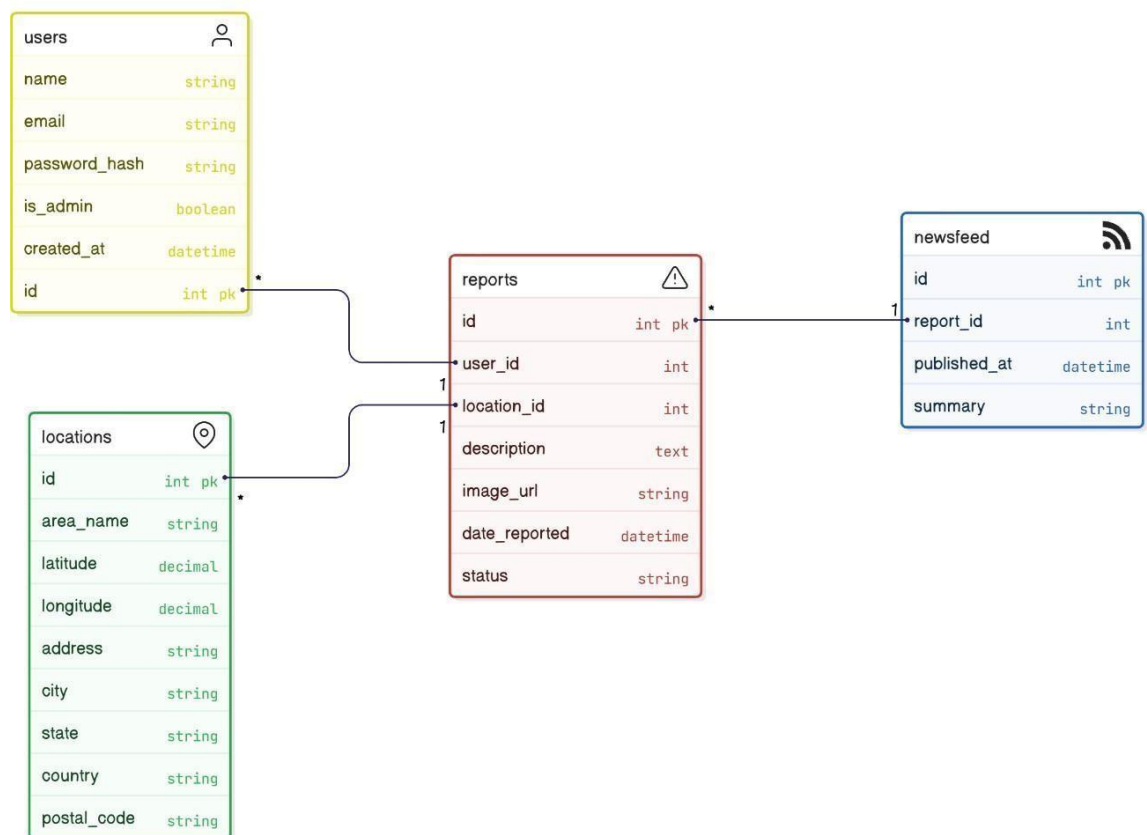 users
name string
email string
password_hash string
is_admin boolean
created_at datetime
id int pk
*
1
reports
id int pk
user_id int
location_id int
description text
image_url string
date_reported datetime
status string
*
1
newsfeed
id int pk
report_id int
published_at datetime
summary string
locations
id int pk
area_name string
latitude decimal
longitude decimal
address string
city string
state string
country string
postal_code string
*
1